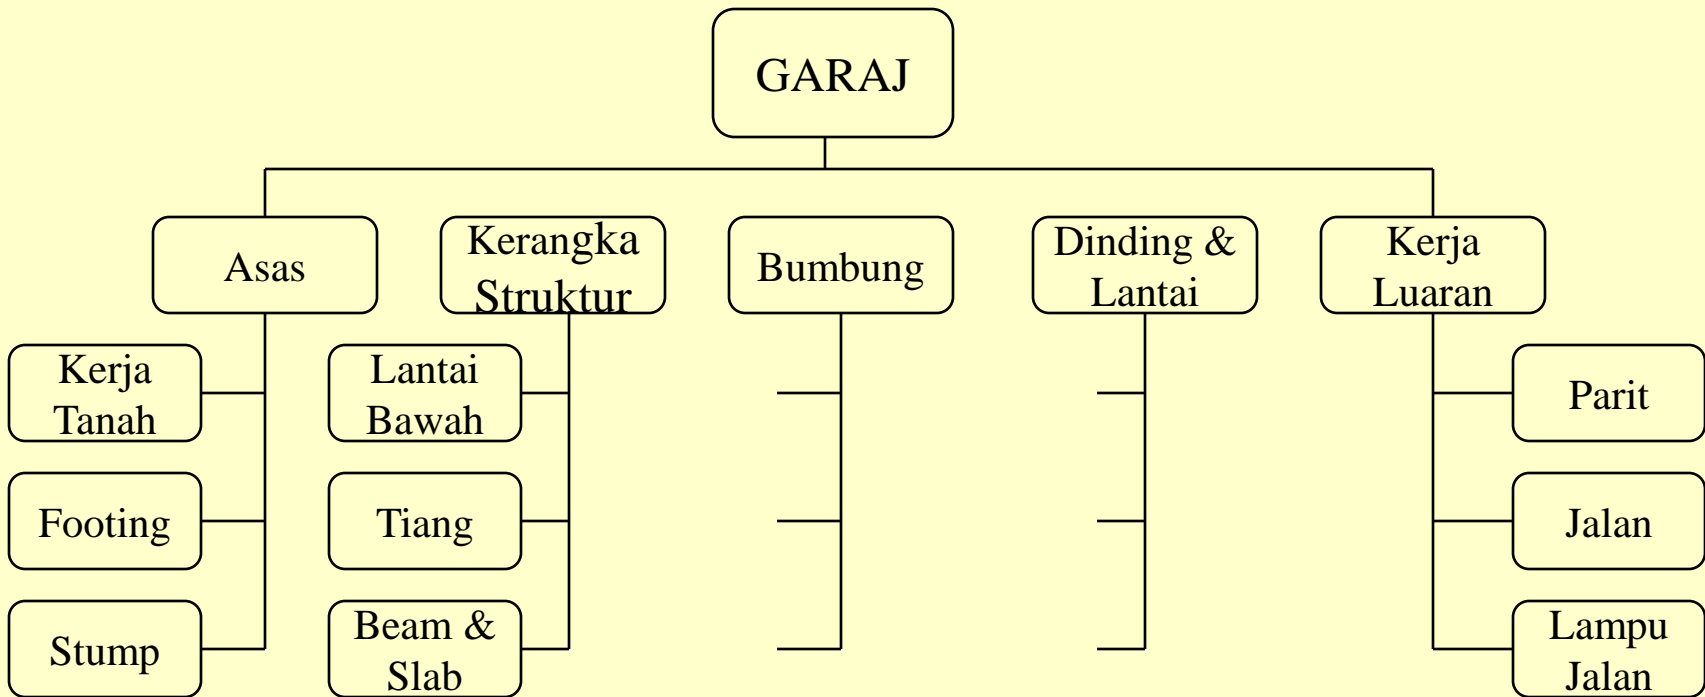 GARAJ
Asas
Kerangka
Struktur
Bumbung
Dinding &
Lantai
Kerja
Luaran
Kerja
Tanah
Lantai
Bawah
Parit
Footing
Tiang
Jalan
Stump
Beam &
Slab
Lampu
Jalan